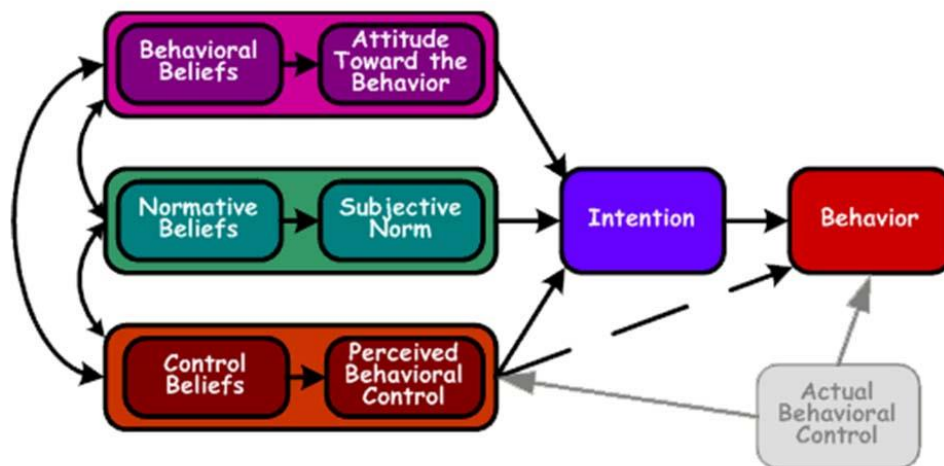 Behavioral
Beliefs
Attitude
Toward the
Behavior
Normative
Beliefs
Subjective
Norm
Intention
Behavior
Control
Beliefs
Perceived
Behavioral
Control
Actual
Behavioral
Control